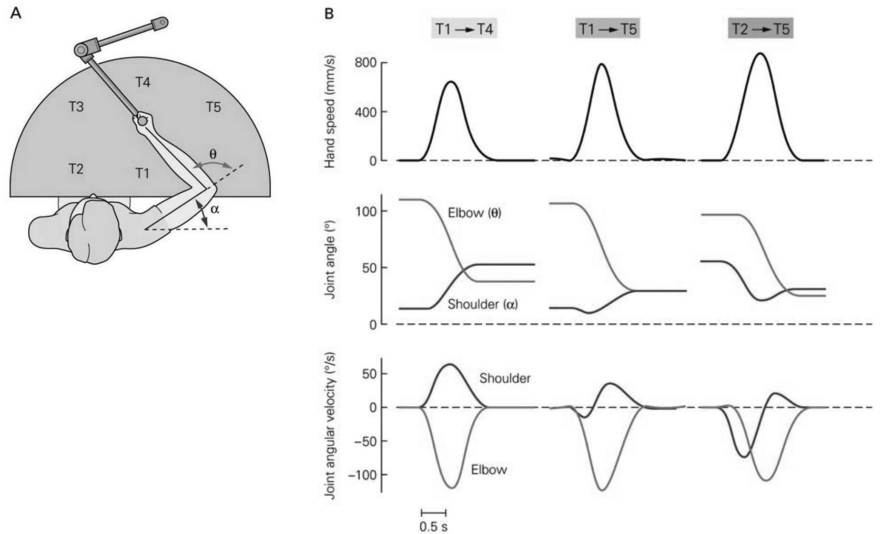 A
T4
T3
T5
θ
T2
T1
α
B
T1 → T4
T1 → T5
T2 → T5
Hand speed (mm/s)
800
400
0
Joint angle (°)
100
50
0
Elbow (θ)
Shoulder (α)
Joint angular velocity (°/s)
50
0
−50
−100
Shoulder
Elbow
0.5 s